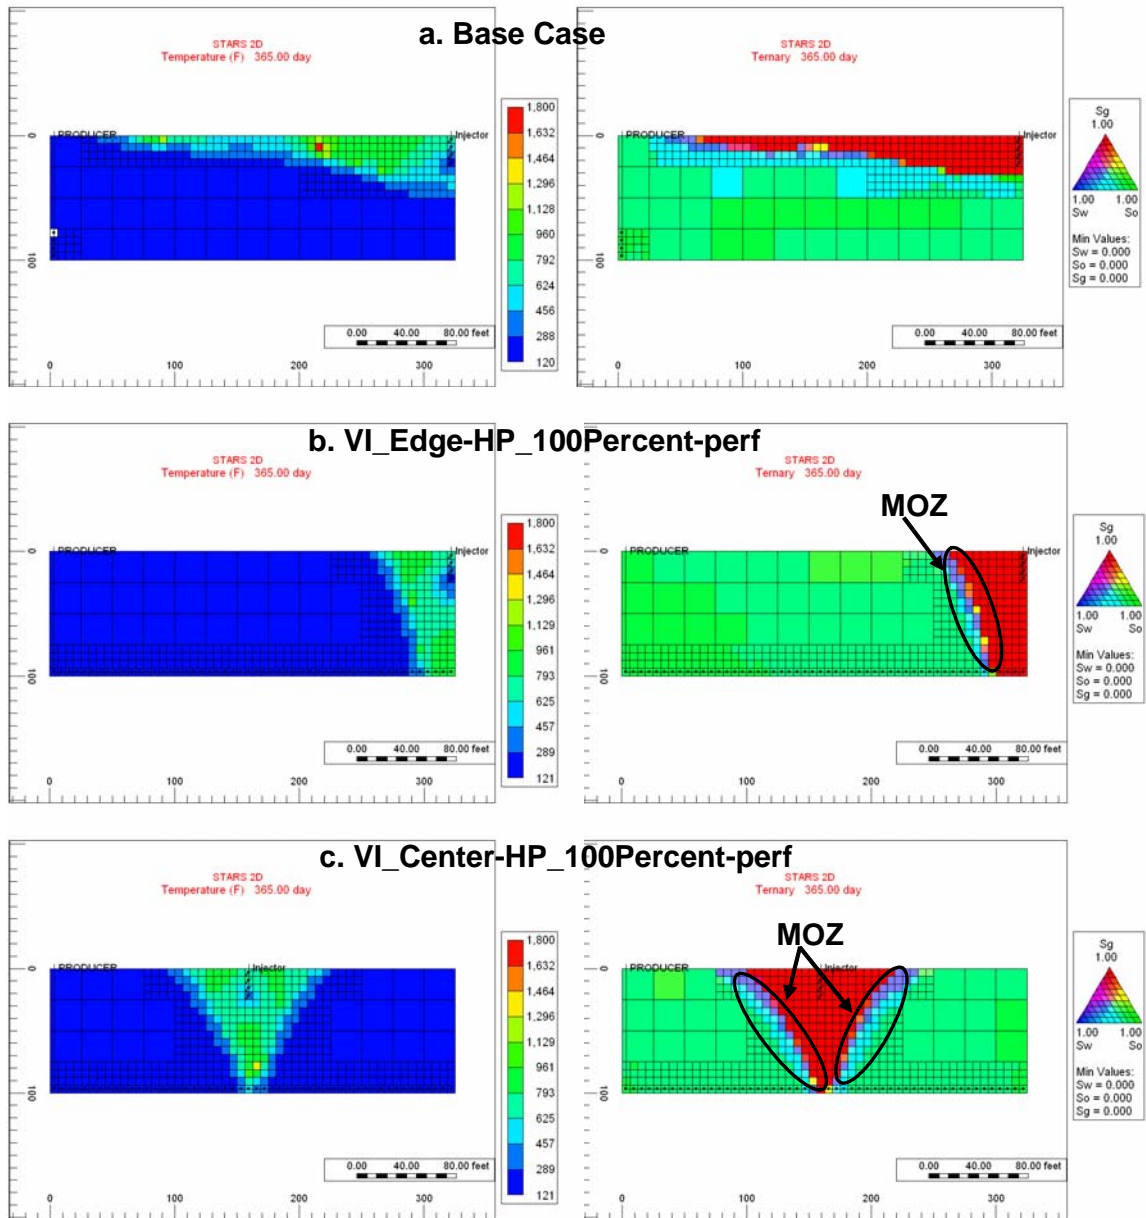 a. Base Case
STARS 2D
Temperature (F) 365.00 day
0
100
PRODUCER
Injector
0.00 40.00 80.00 feet
0 100 200 300
1,800
1,632
1,464
1,296
1,128
960
792
624
456
288
120
STARS 2D
Ternary 365.00 day
0
100
PRODUCER
Injector
0.00 40.00 80.00 feet
0 100 200 300
Sg
1.00
1.00 1.00
Sw So
Min Values:
Sw = 0.000
So = 0.000
Sg = 0.000
b. VI_Edge-HP_100Percent-perf
STARS 2D
Temperature (F) 365.00 day
0
100
PRODUCER
Injector
0.00 40.00 80.00 feet
0 100 200 300
1,800
1,632
1,464
1,296
1,129
961
793
625
457
289
121
STARS 2D
Ternary 365.00 day
MOZ
0
100
PRODUCER
Injector
0.00 40.00 80.00 feet
0 100 200 300
Sg
1.00
1.00 1.00
Sw So
Min Values:
Sw = 0.000
So = 0.000
Sg = 0.000
c. VI_Center-HP_100Percent-perf
STARS 2D
Temperature (F) 365.00 day
0
100
PRODUCER
Injector
0.00 40.00 80.00 feet
0 100 200 300
1,800
1,632
1,464
1,296
1,129
961
793
625
457
289
121
STARS 2D
Ternary 365.00 day
MOZ
0
100
PRODUCER
Injector
0.00 40.00 80.00 feet
0 100 200 300
Sg
1.00
1.00 1.00
Sw So
Min Values:
Sw = 0.000
So = 0.000
Sg = 0.000